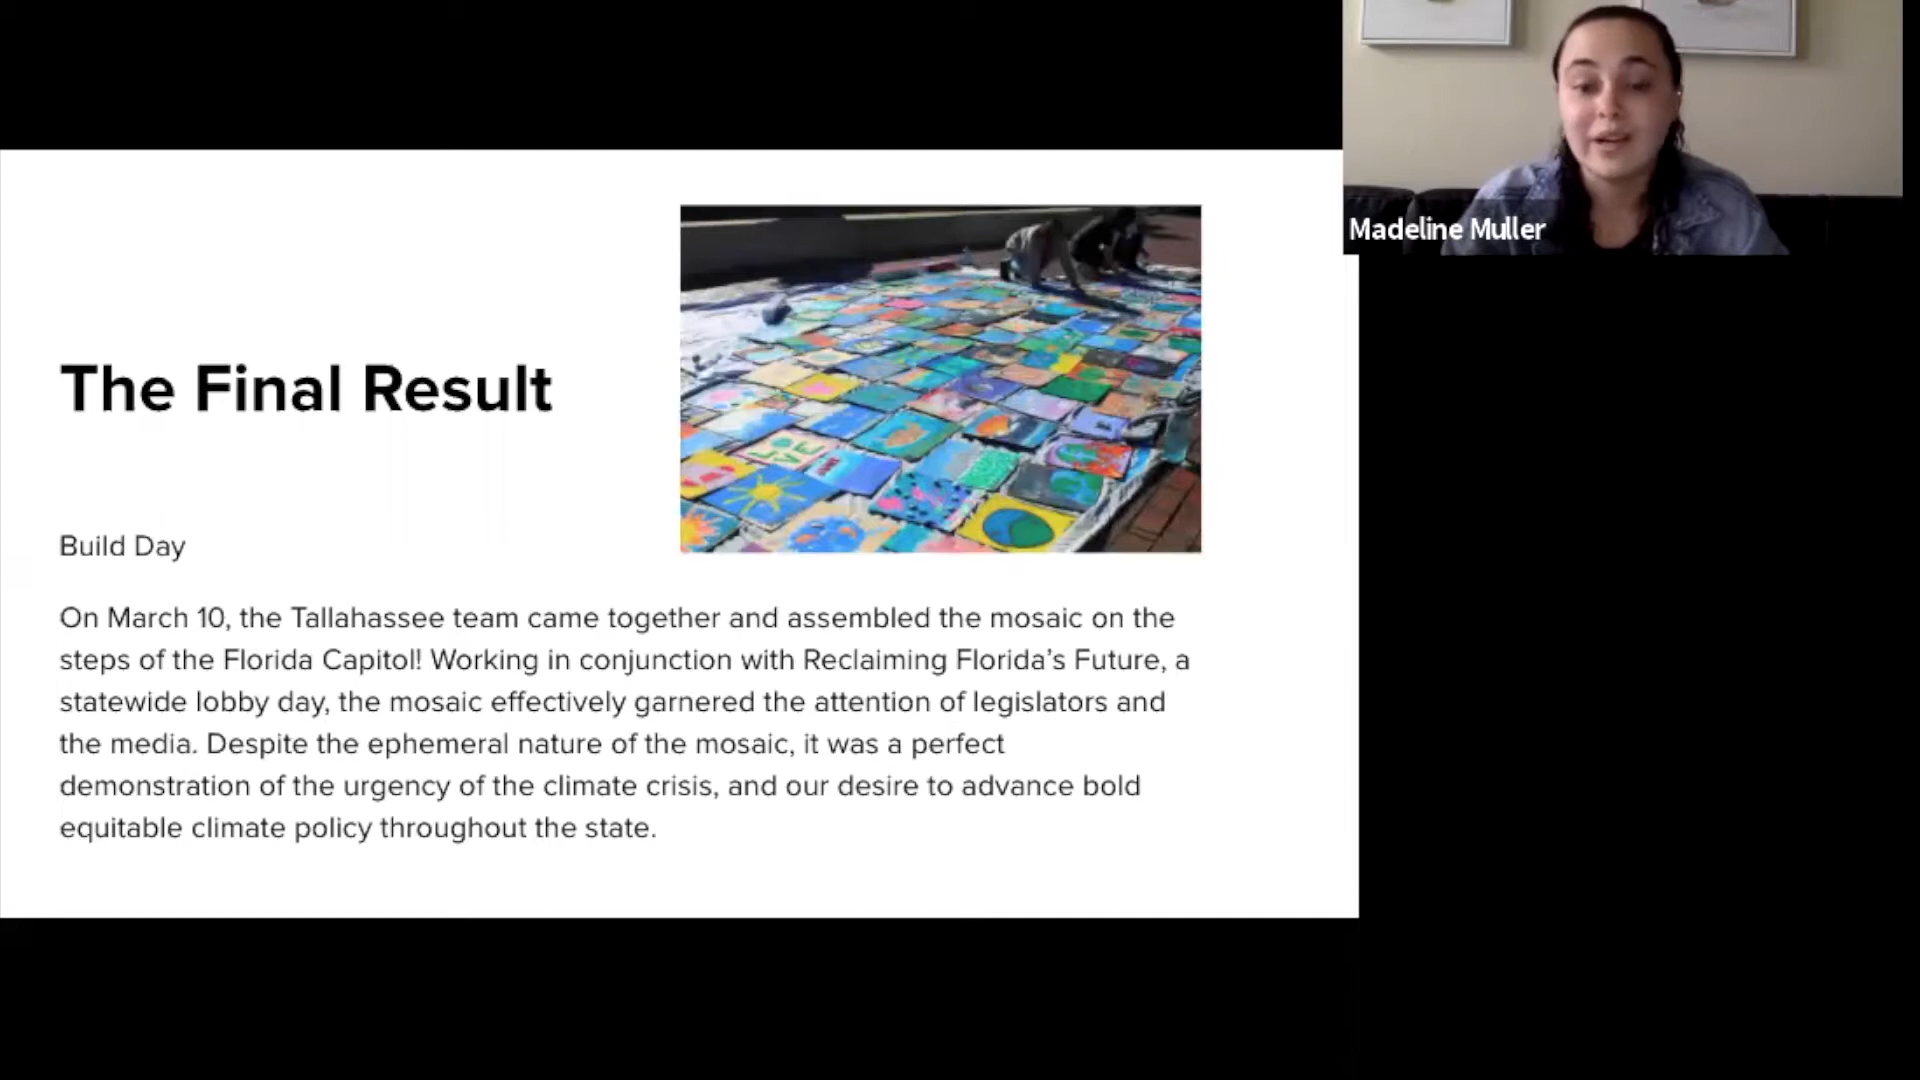 Madeline Muller
The Final Result
LOVE
Build Day
On March 10, the Tallahassee team came together and assembled the mosaic on the
steps of the Florida Capitol! Working in conjunction with Reclaiming Florida's Future, a
statewide lobby day, the mosaic effectively garnered the attention of legislators and
the media. Despite the ephemeral nature of the mosaic, it was a perfect
demonstration of the urgency of the climate crisis, and our desire to advance bold
equitable climate policy throughout the state.